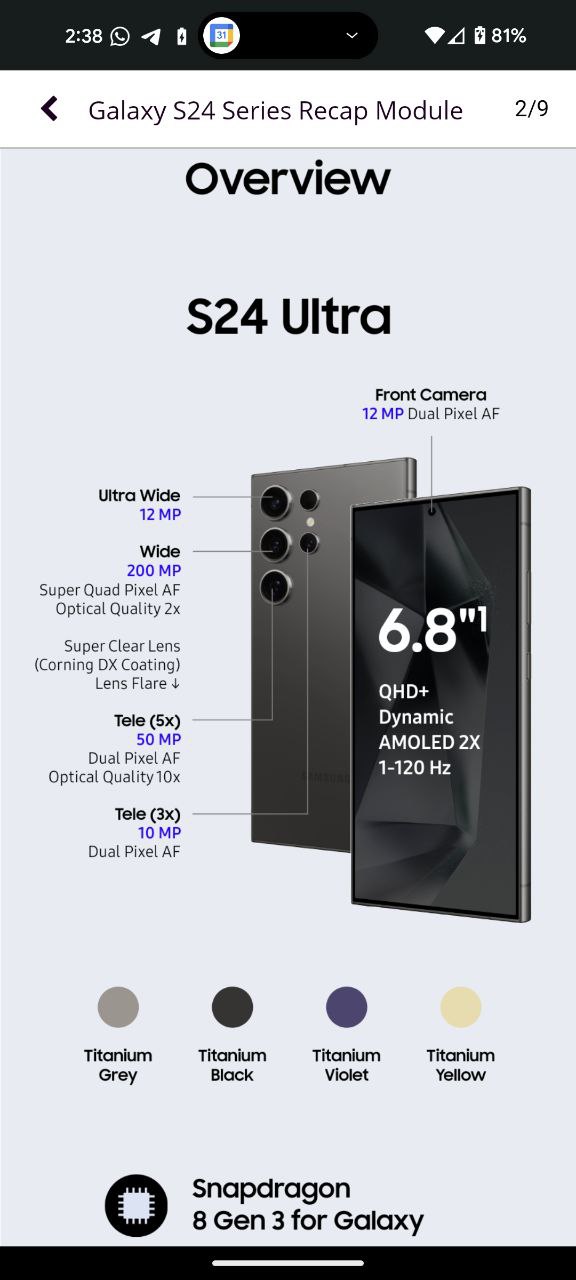 2:38
31
81%
Galaxy S24 Series Recap Module
2/9
Overview
S24 Ultra
Front Camera
12 MP Dual Pixel AF
Ultra Wide
12 MP
Wide
200 MP
Super Quad Pixel AF
Optical Quality 2x
Super Clear Lens
(Corning DX Coating)
Lens Flare ↓
Tele (5x)
50 MP
Dual Pixel AF
Optical Quality 10x
Tele (3x)
10 MP
Dual Pixel AF
SAMSUNG
6.8"1
QHD+
Dynamic
AMOLED 2X
1-120 Hz
Titanium
Grey
Titanium
Black
Titanium
Violet
Titanium
Yellow
Snapdragon
8 Gen 3 for Galaxy